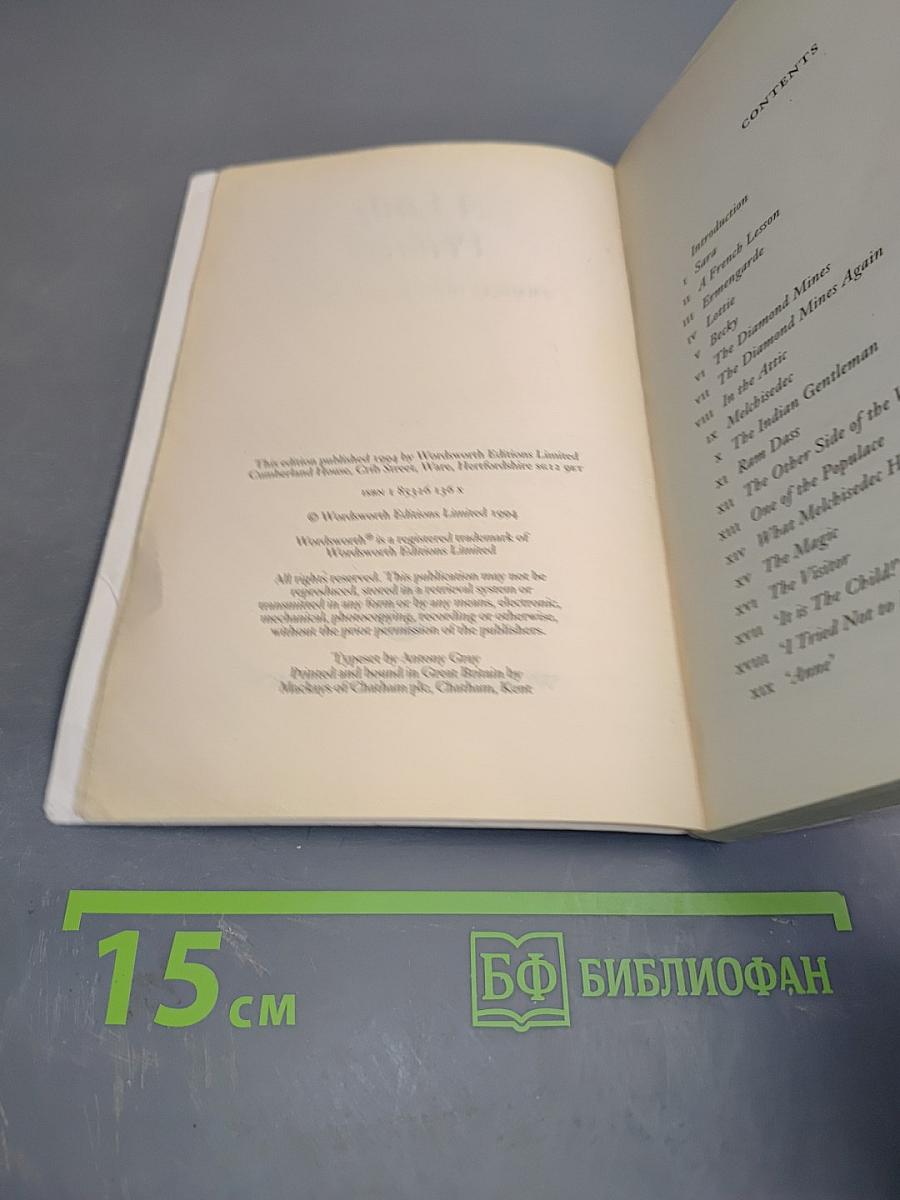 This edition published 1994 by Wordsworth Editions Limited
Cumberland House, Crib Street, Ware, Hertfordshire SG12 9ET
ISBN 1 85326 136 X
© Wordsworth Editions Limited 1994
Wordsworth® is a registered trademark of
Wordsworth Editions Limited
All rights reserved. This publication may not be
reproduced, stored in a retrieval system or
transmitted in any form or by any means, electronic,
mechanical, photocopying, recording or otherwise,
without the prior permission of the publishers.
Typeset by Antony Gray
Printed and bound in Great Britain by
Mackays of Chatham plc, Chatham, Kent
CONTENTS
Introduction
I Sara
II A French Lesson
III Ermengarde
IV Lottie
V Becky
VI The Diamond Mines
VII The Diamond Mines Again
VIII In the Attic
IX Melchisedec
X The Indian Gentleman
XI Ram Dass
XII The Other Side of the
XIII One of the Populace
XIV What Melchisedec H
XV The Magic
XVI The Visitor
XVII 'It is The Child!'
XVIII 'I Tried Not to
XIX 'Anne'
15 см
БФ БИБЛИОФАН